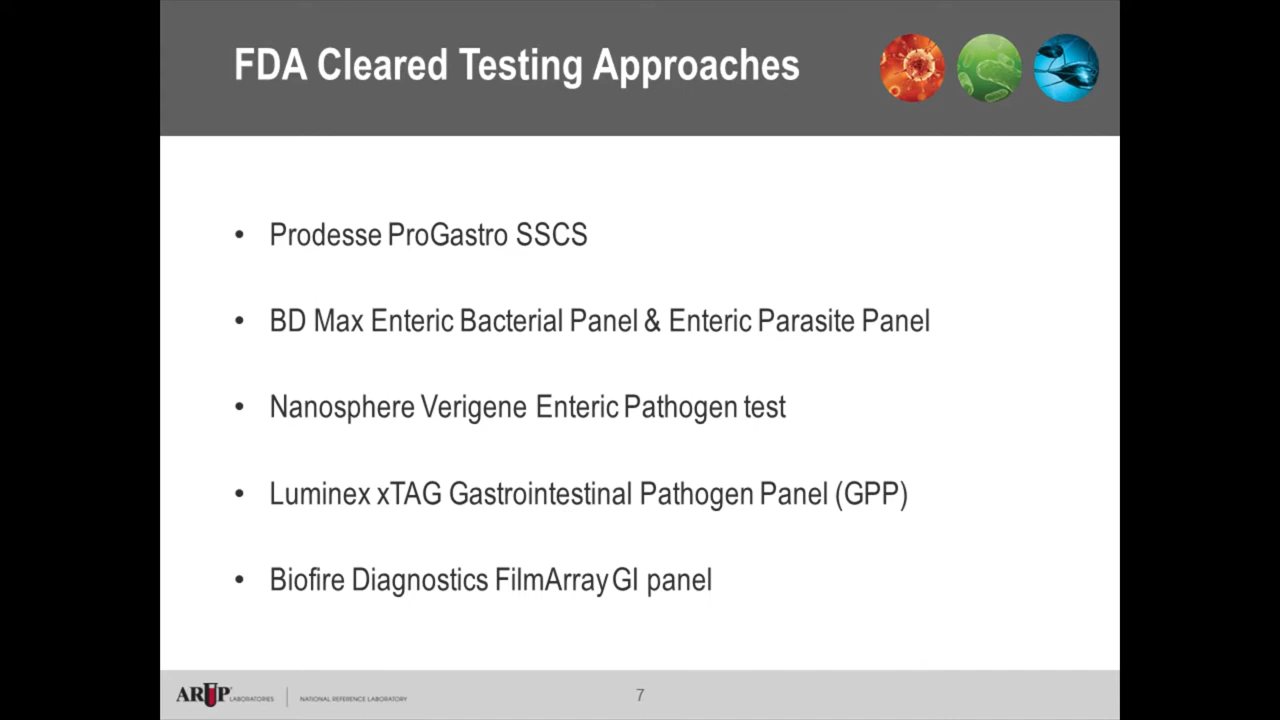 FDA Cleared Testing Approaches
• Prodesse ProGastro SSCS
• BD Max Enteric Bacterial Panel & Enteric Parasite Panel
• Nanosphere Verigene Enteric Pathogen test
• Luminex xTAG Gastrointestinal Pathogen Panel (GPP)
• Biofire Diagnostics FilmArray GI panel
ARUP LABORATORIES | NATIONAL REFERENCE LABORATORY
7